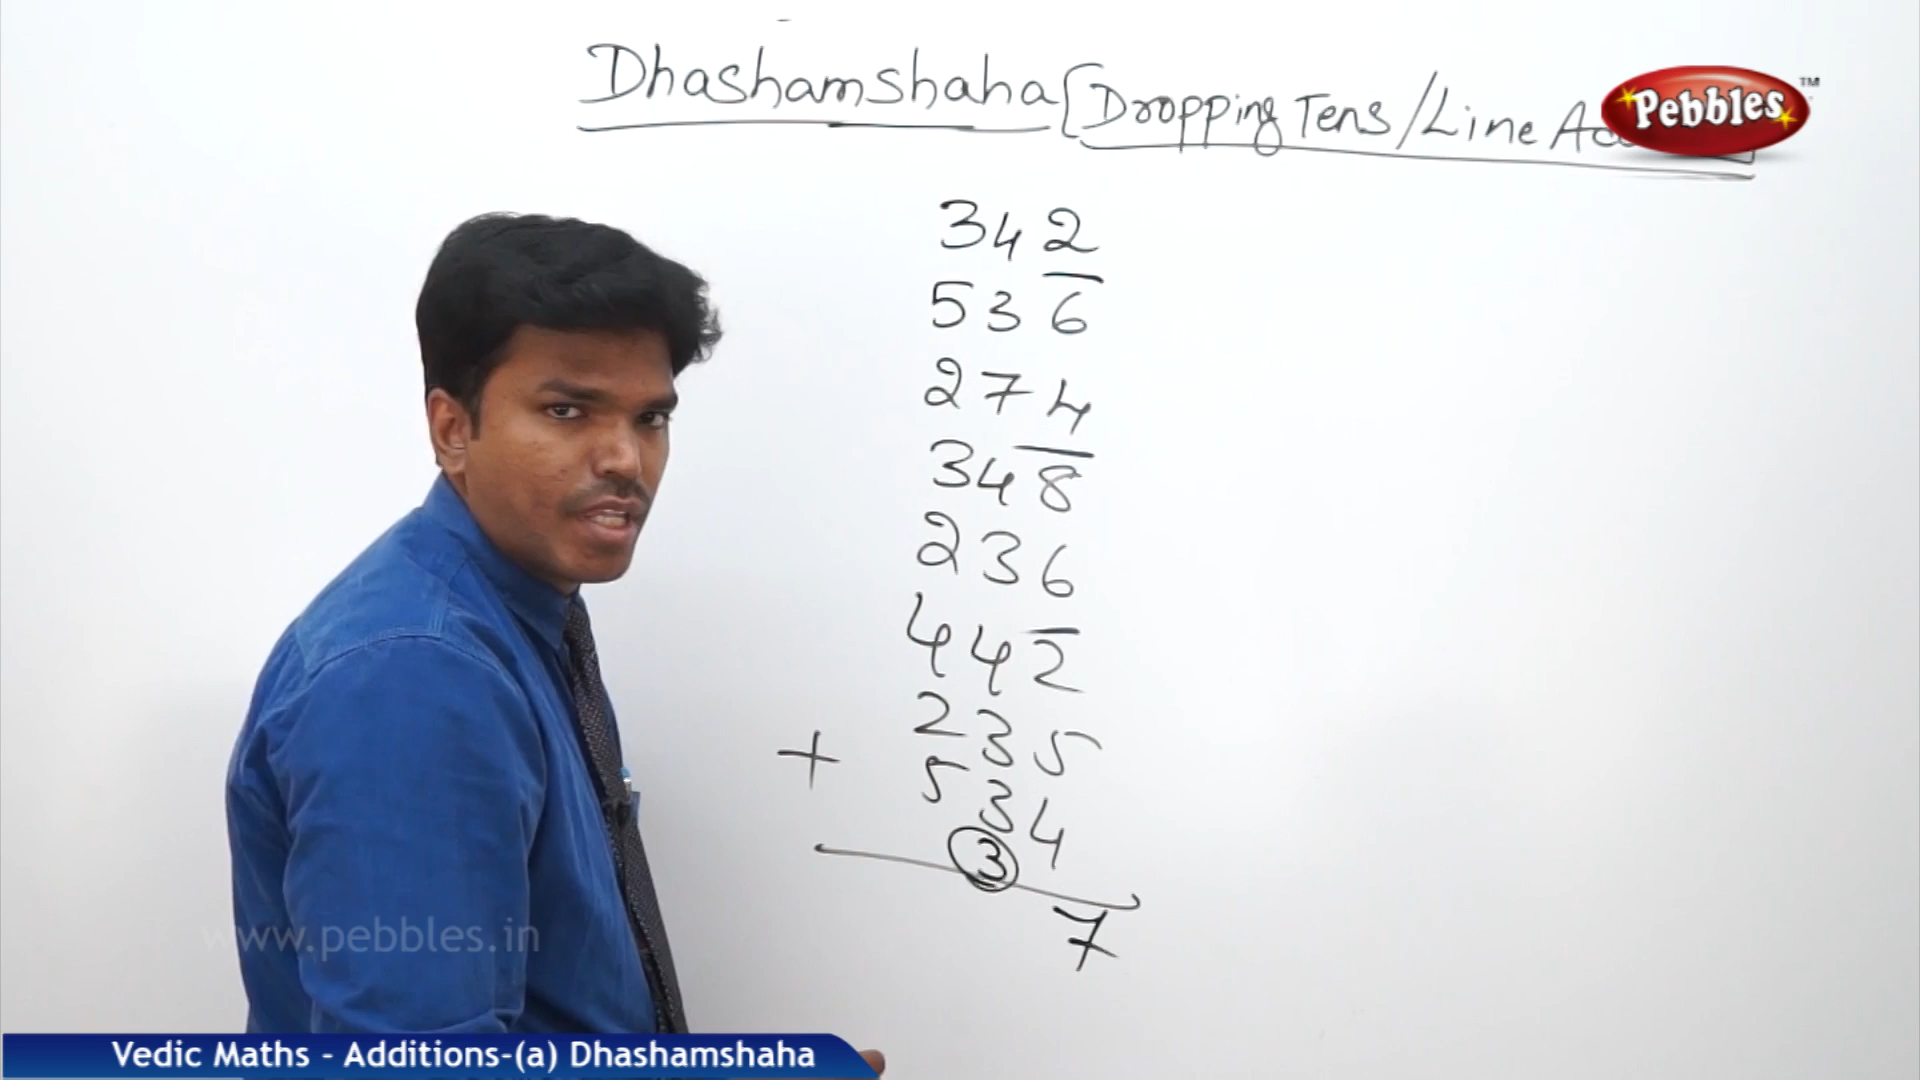 Dhashamshaha [Dropping Tens/Line
Pebbles™
342
536
274
348
236
442
235
+ 534
3
7
www.pebbles.in
Vedic Maths - Additions-(a) Dhashamshaha